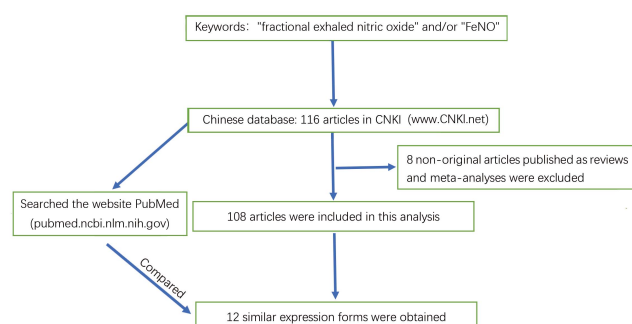 Keywords: "fractional exhaled nitric oxide" and/or "FeNO"
Chinese database: 116 articles in CNKI (www.CNKI.net)
8 non-original articles published as reviews
and meta-analyses were excluded
Searched the website PubMed
(pubmed.ncbi.nlm.nih.gov)
108 articles were included in this analysis
Compared
12 similar expression forms were obtained